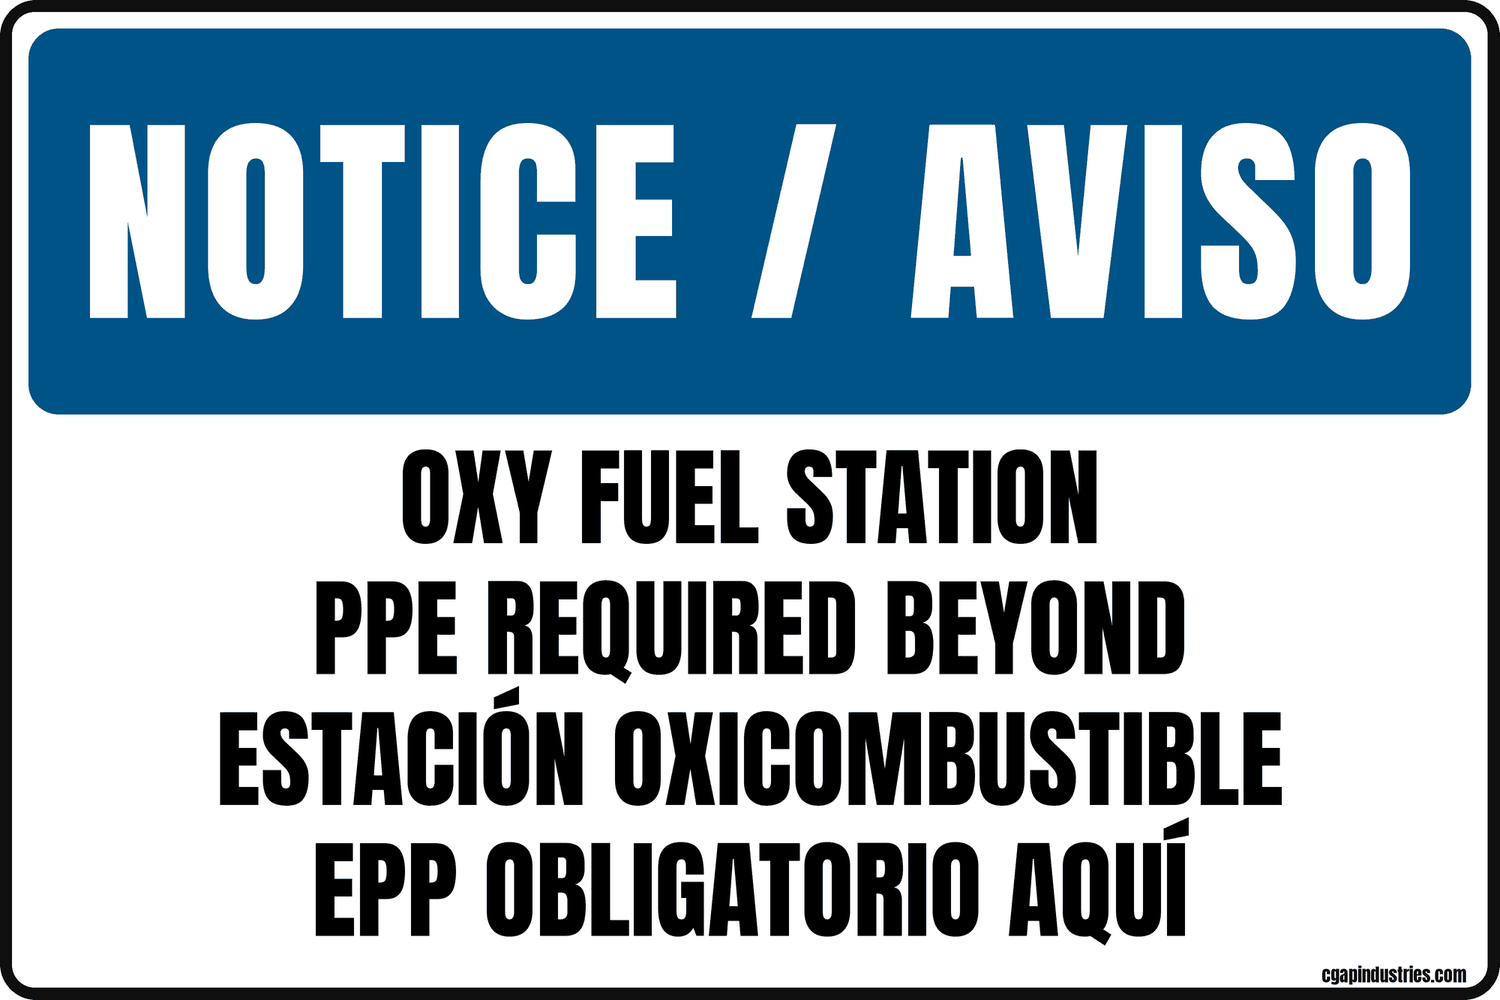 NOTICE / AVISO
OXY FUEL STATION
PPE REQUIRED BEYOND
ESTACIÓN OXICOMBUSTIBLE
EPP OBLIGATORIO AQUÍ
cgapindustries.com